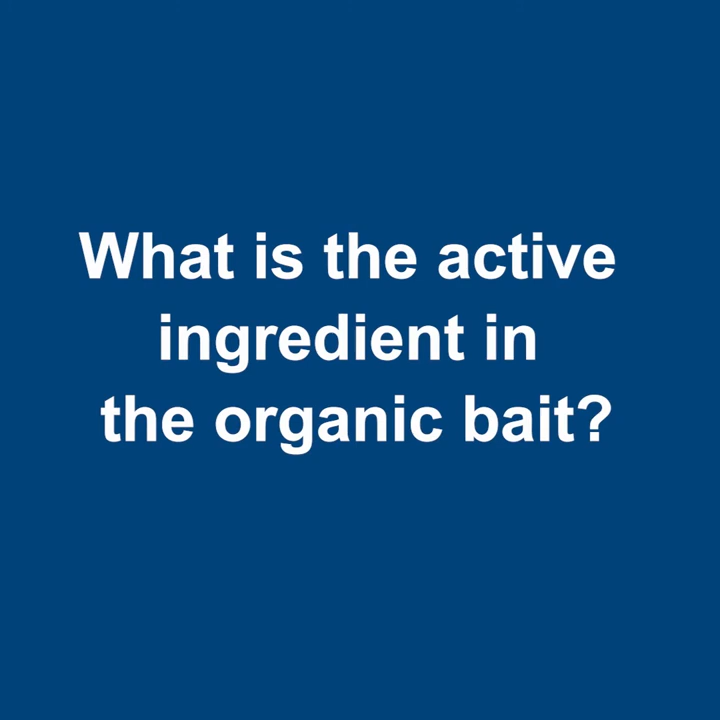 What is the active
ingredient in
the organic bait?